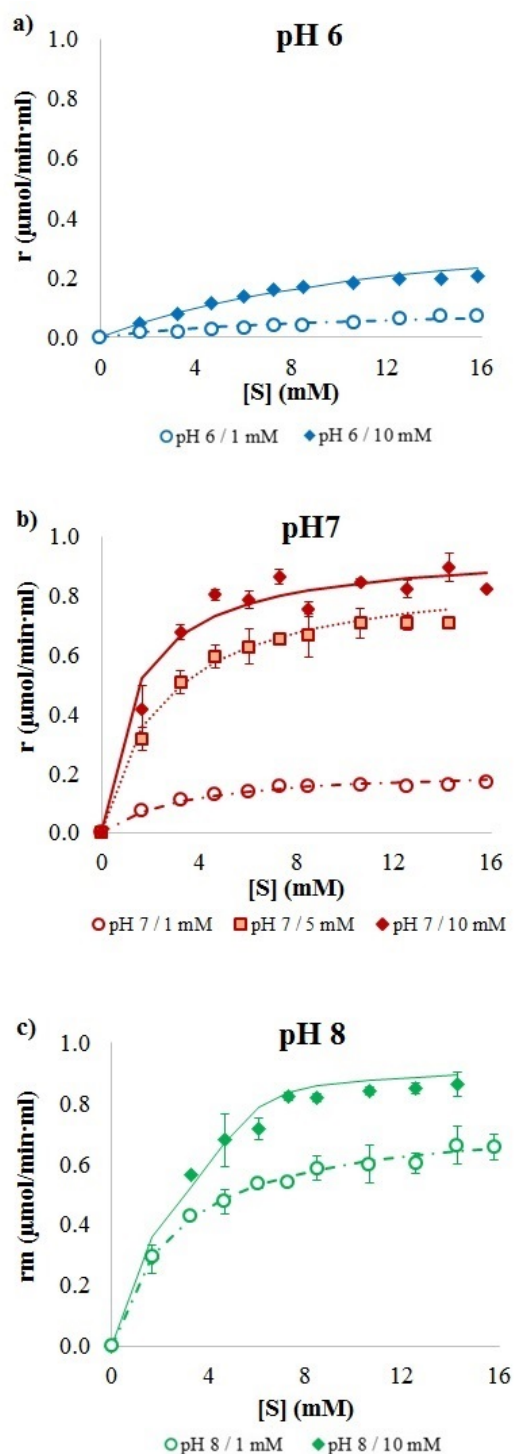 a)
pH 6
r (µmol/min·ml)
1.0
0.8
0.6
0.4
0.2
0.0
0 4 8 12 16
[S] (mM)
pH 6 / 1 mM pH 6 / 10 mM
b)
pH7
r (µmol/min·ml)
1.0
0.8
0.6
0.4
0.2
0.0
0 4 8 12 16
[S] (mM)
pH 7 / 1 mM pH 7 / 5 mM pH 7 / 10 mM
c)
pH 8
rm (µmol/min·ml)
1.0
0.8
0.6
0.4
0.2
0.0
0 4 8 12 16
[S] (mM)
pH 8 / 1 mM pH 8 / 10 mM